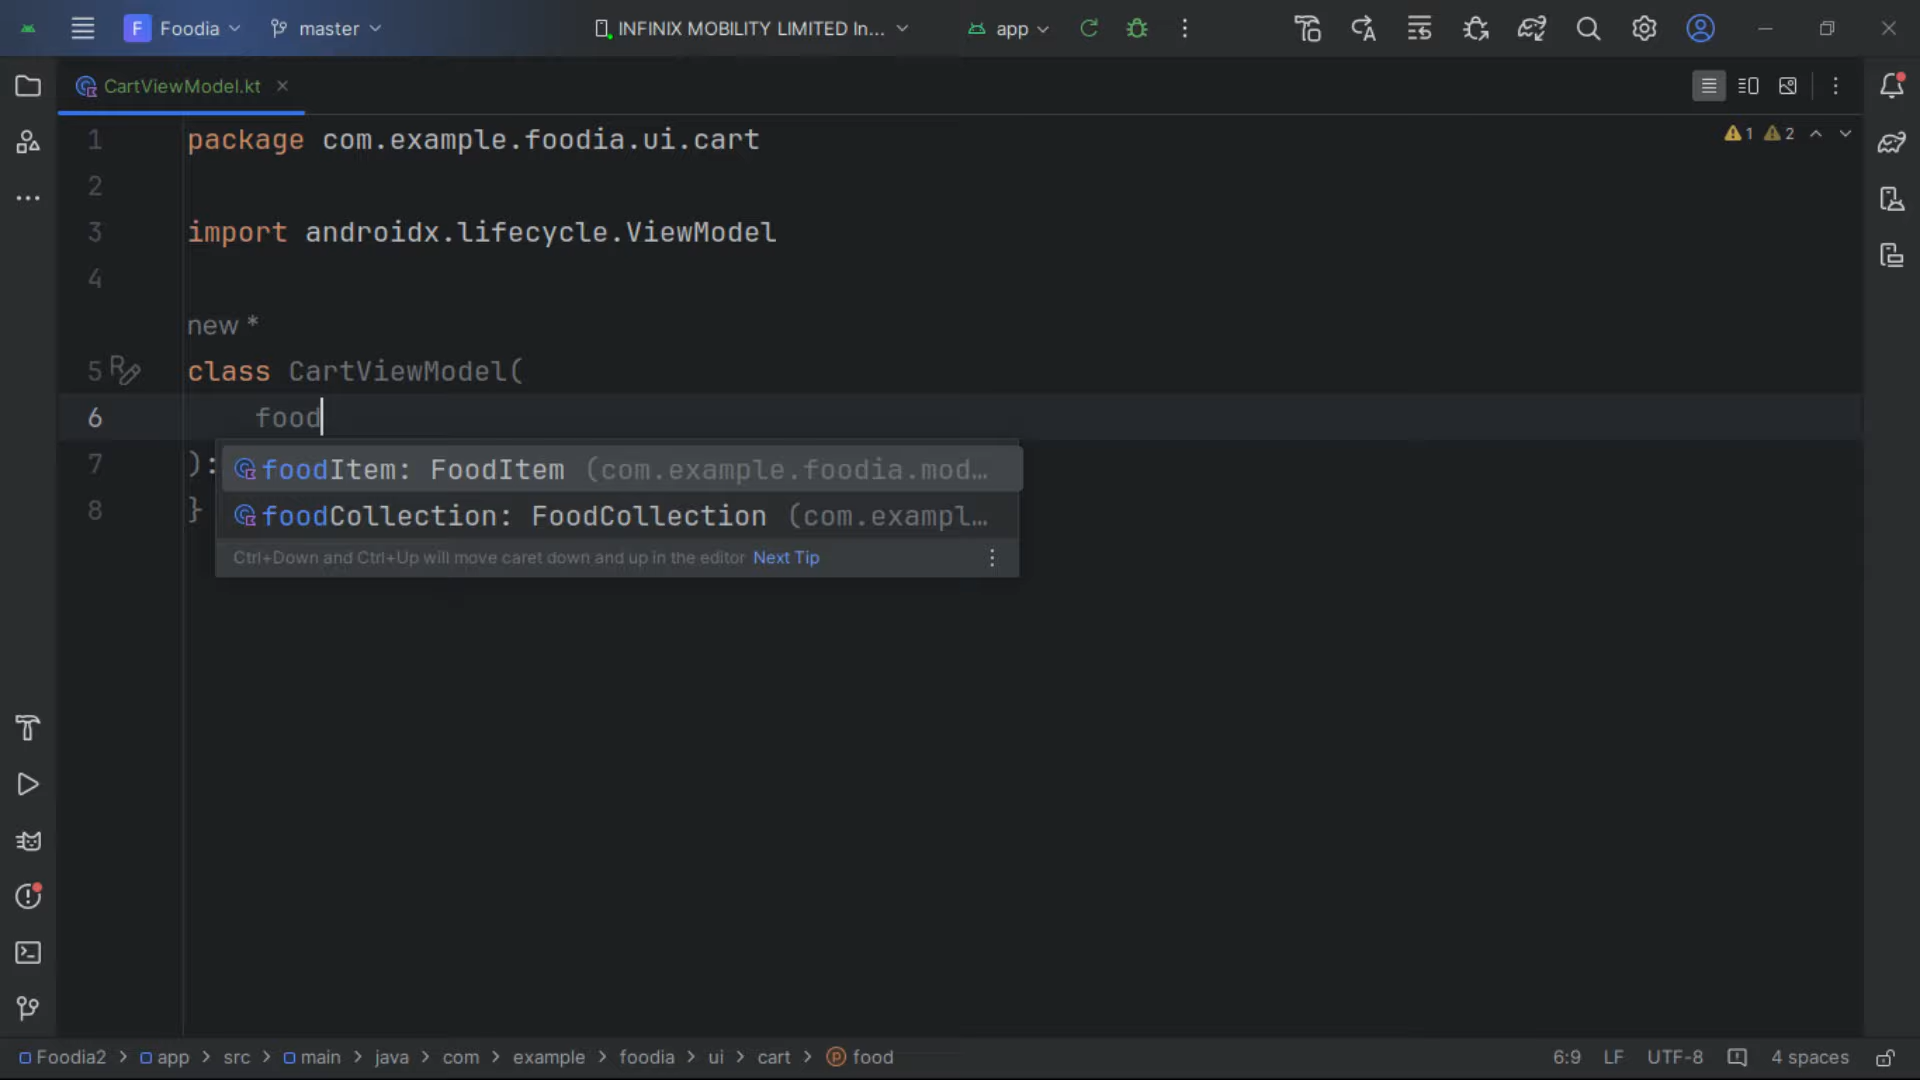 F Foodia master INFINIX MOBILITY LIMITED In... app
CartViewModel.kt
1 package com.example.foodia.ui.cart 1 2
2
3 import androidx.lifecycle.ViewModel
4
new *
5 class CartViewModel(
6 food
7 ):
foodItem: FoodItem (com.example.foodia.mod…
8 }
foodCollection: FoodCollection (com.exampl…
Ctrl+Down and Ctrl+Up will move caret down and up in the editor Next Tip
Foodia2 > app > src > main > java > com > example > foodia > ui > cart > food 6:9 LF UTF-8 4 spaces